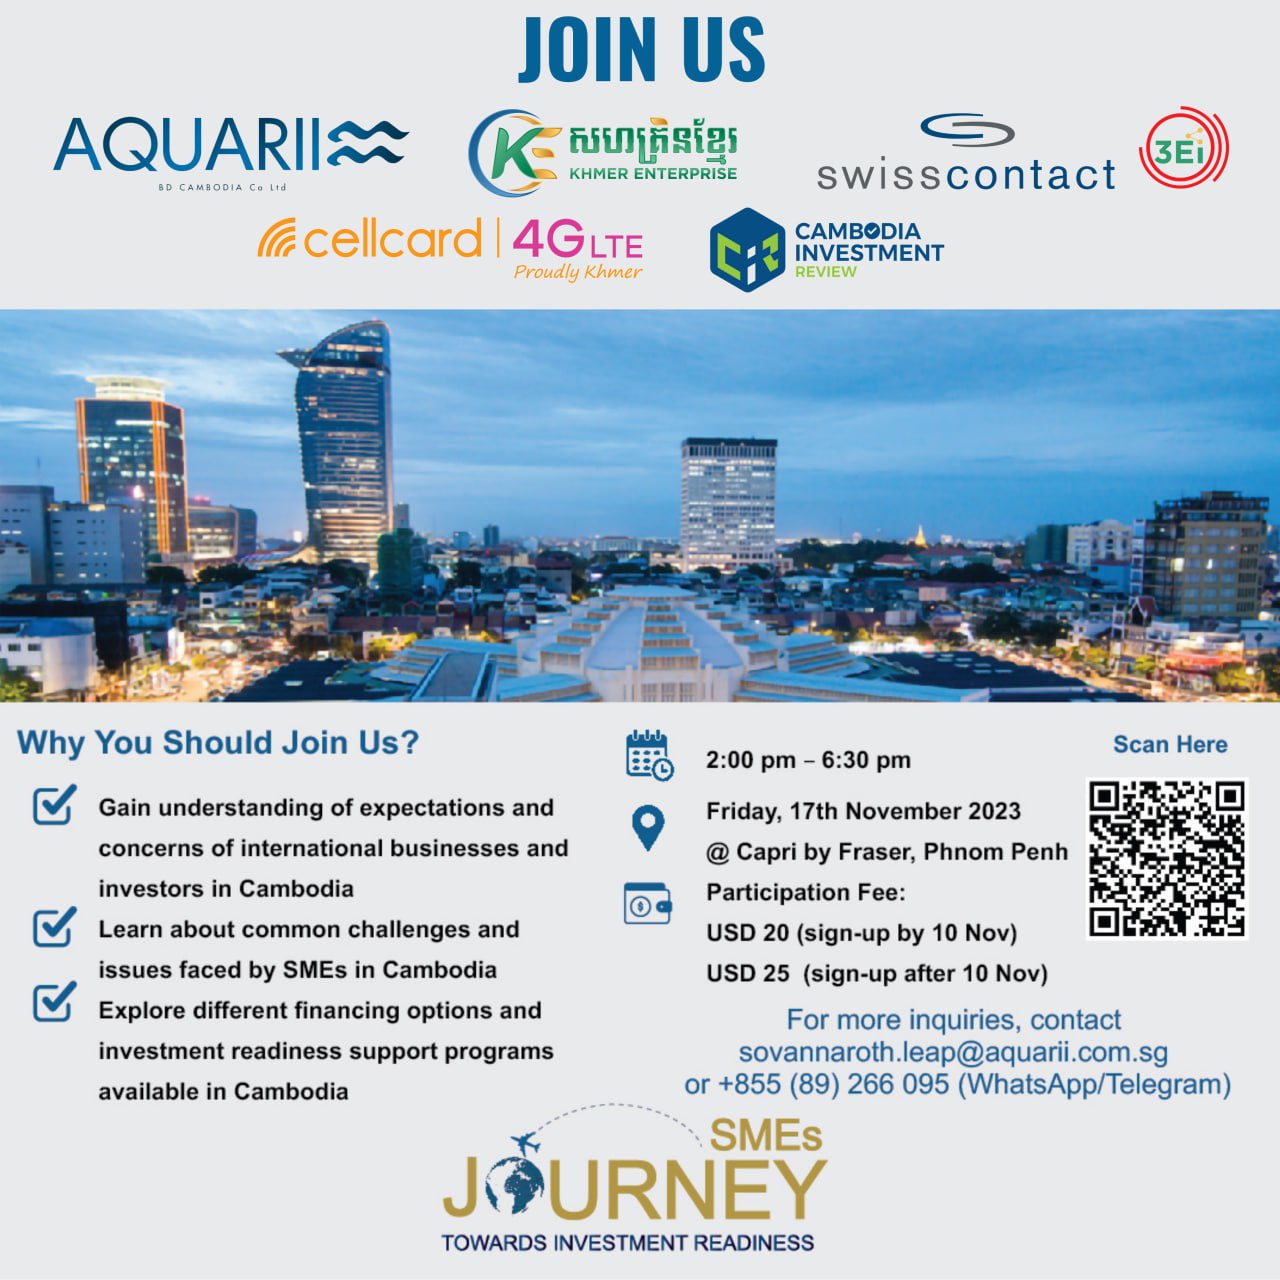 JOIN US
AQUARII
BD CAMBODIA Co Ltd
KE
សហគ្រិនខ្មែរ
KHMER ENTERPRISE
swisscontact
3Ei
cellcard | 4G LTE
Proudly Khmer
CiR
CAMBODIA
INVESTMENT
REVIEW
Why You Should Join Us?
Gain understanding of expectations and
concerns of international businesses and
investors in Cambodia
Learn about common challenges and
issues faced by SMEs in Cambodia
Explore different financing options and
investment readiness support programs
available in Cambodia
2:00 pm – 6:30 pm
Friday, 17th November 2023
@ Capri by Fraser, Phnom Penh
Participation Fee:
USD 20 (sign-up by 10 Nov)
USD 25 (sign-up after 10 Nov)
Scan Here
For more inquiries, contact
sovannaroth.leap@aquarii.com.sg
or +855 (89) 266 095 (WhatsApp/Telegram)
SMEs
JOURNEY
TOWARDS INVESTMENT READINESS